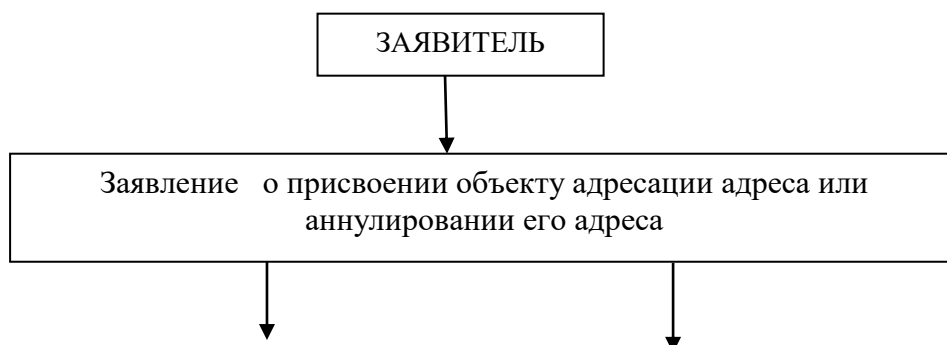 ЗАЯВИТЕЛЬ
Заявление о присвоении объекту адресации адреса или
аннулировании его адреса